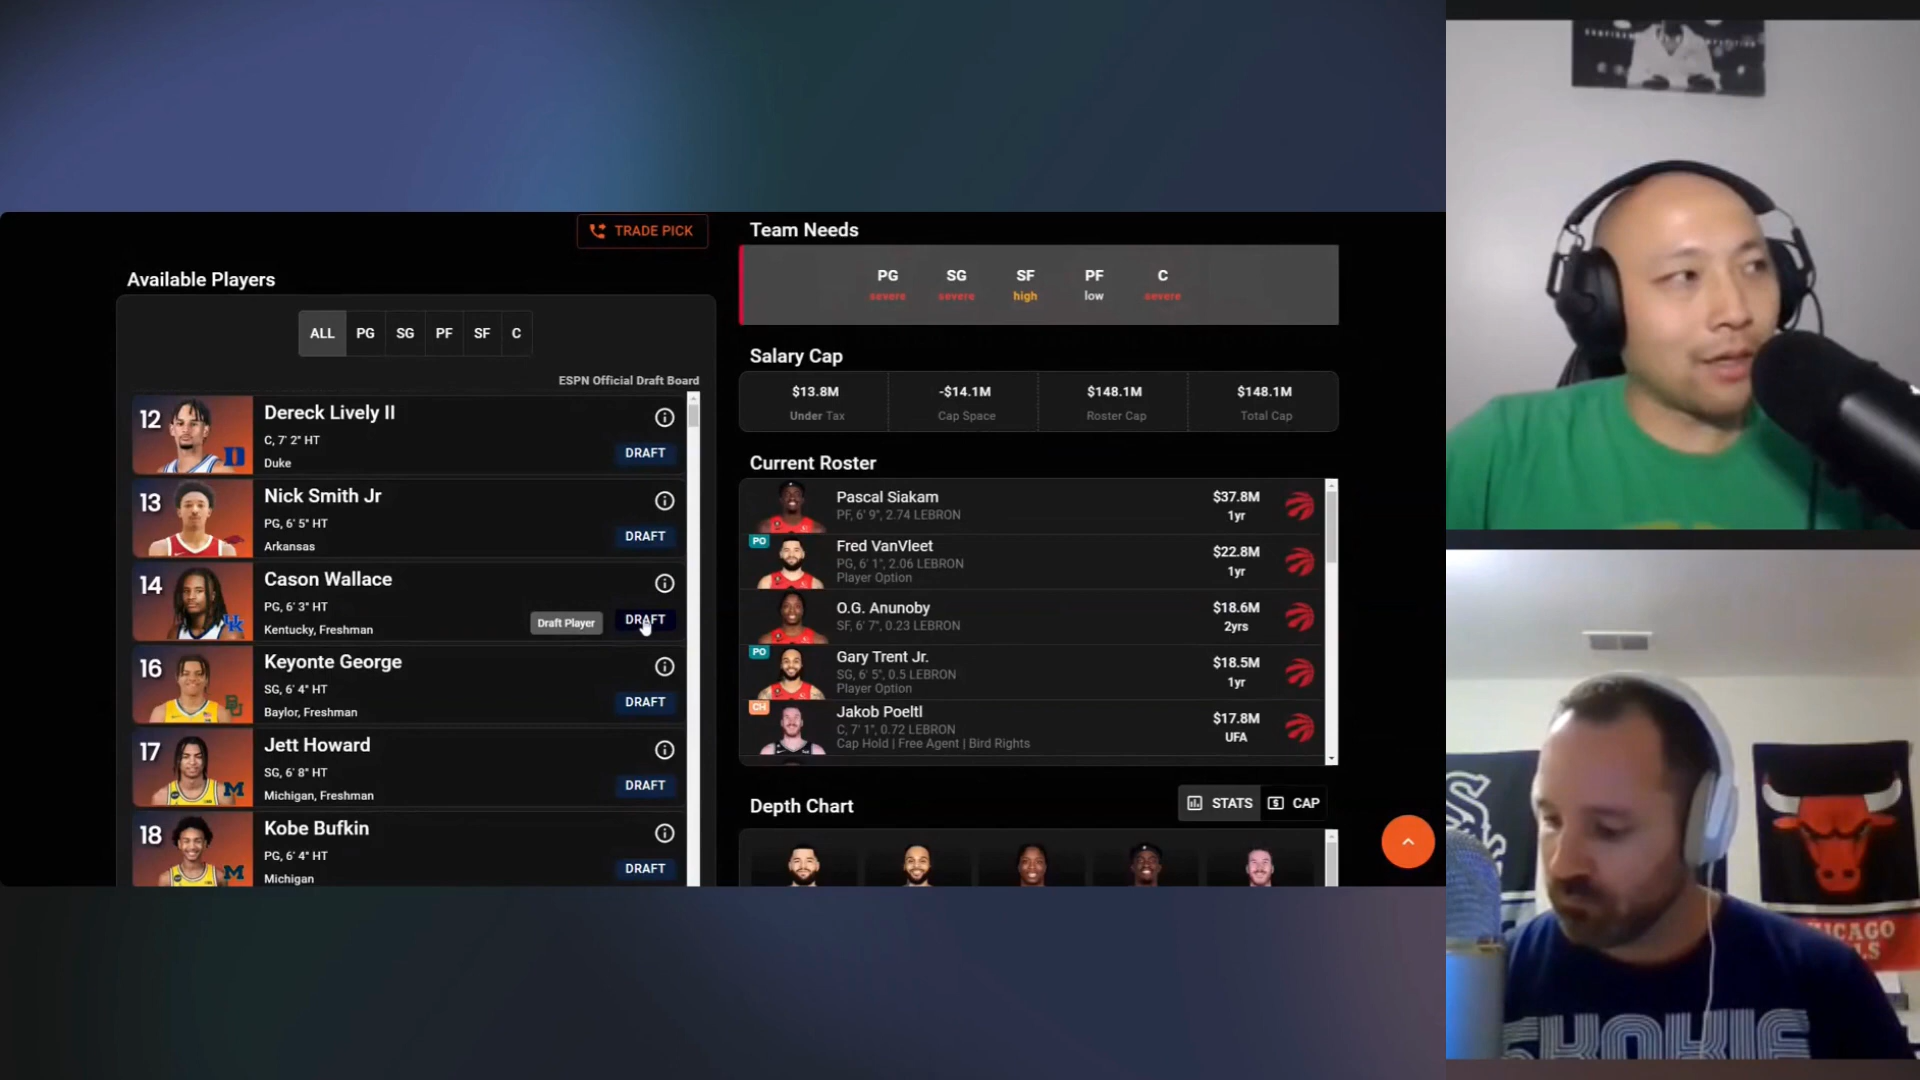 TRADE PICK
Available Players
ALL PG SG PF SF C
ESPN Official Draft Board
12 Dereck Lively II
C, 7' 2" HT
DRAFT
Duke
13 Nick Smith Jr
PG, 6' 5" HT
DRAFT
Arkansas
14 Cason Wallace
PG, 6' 3" HT
Draft Player DRAFT
Kentucky, Freshman
16 Keyonte George
SG, 6' 4" HT
DRAFT
Baylor, Freshman
17 Jett Howard
SG, 6' 8" HT
DRAFT
Michigan, Freshman
18 Kobe Bufkin
PG, 6' 4" HT
DRAFT
Michigan
Team Needs
PG SG SF PF C
severe severe high low severe
Salary Cap
$13.8M -$14.1M $148.1M $148.1M
Under Tax Cap Space Roster Cap Total Cap
Current Roster
Pascal Siakam $37.8M
PF, 6' 9", 2.74 LEBRON 1yr
PO Fred VanVleet $22.8M
PG, 6' 1", 2.06 LEBRON 1yr
Player Option
O.G. Anunoby $18.6M
SF, 6' 7", 0.23 LEBRON 2yrs
PO Gary Trent Jr. $18.5M
SG, 6' 5", 0.5 LEBRON 1yr
Player Option
CH Jakob Poeltl $17.8M
C, 7' 1", 0.72 LEBRON UFA
Cap Hold | Free Agent | Bird Rights
Depth Chart STATS CAP
SKOKIE